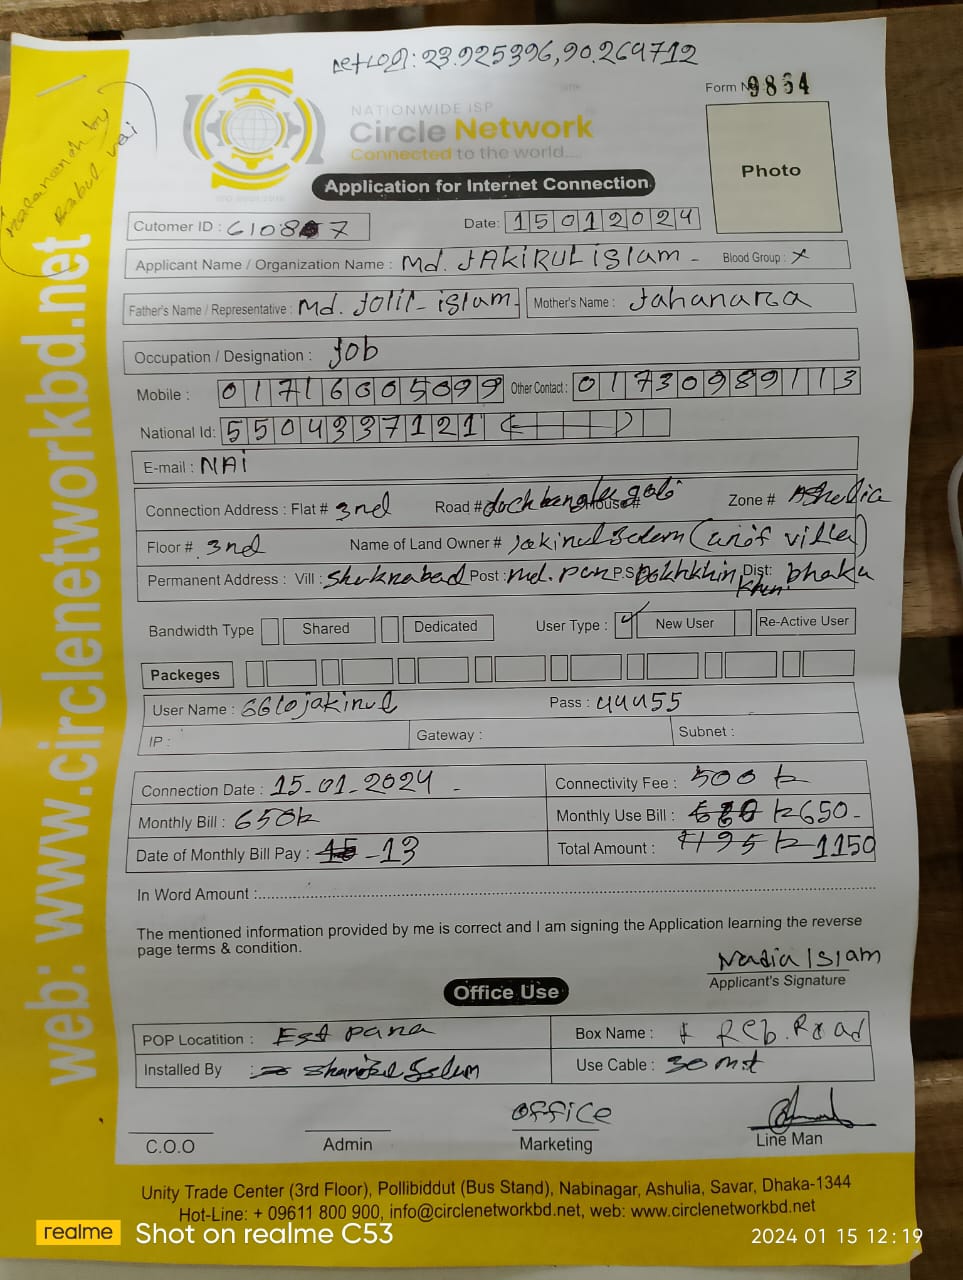 23.925396,90.264712
Form No 9864
NATIONWIDE ISP
Circle Network
Connected to the world....
Photo
Application for Internet Connection
Cutomer ID : 6108 7
Date: 15012024
Applicant Name / Organization Name : Md. JAKiRUL iSlam - Blood Group : X
Father's Name / Representative : Md. Jolil islam Mother's Name : Jahanara
Occupation / Designation : Job
Mobile : 01716005099 Other Contact : 01730989113
National Id: 5504337121
E-mail : NAi
Connection Address : Flat # 3nd Road # House# Zone #
Floor # 3nd Name of Land Owner #
Permanent Address : Vill : Post : P.S Dist:
Bandwidth Type Shared Dedicated User Type : New User Re-Active User
Packeges
User Name : Pass : 44455
IP : Gateway : Subnet :
Connection Date : 15-01-2024 - Connectivity Fee : 500 tk
Monthly Bill : 650tk Monthly Use Bill : 650-
Date of Monthly Bill Pay : -13 Total Amount : 1150
In Word Amount :
The mentioned information provided by me is correct and I am signing the Application learning the reverse
page terms & condition.
Nadia Islam
Applicant's Signature
Office Use
POP Locatition : Box Name : Road
Installed By : Use Cable : 30 mt
C.O.O Admin office Marketing Line Man
Unity Trade Center (3rd Floor), Pollibiddut (Bus Stand), Nabinagar, Ashulia, Savar, Dhaka-1344
Hot-Line: + 09611 800 900, info@circlenetworkbd.net, web: www.circlenetworkbd.net
web: www.circlenetworkbd.net
realme Shot on realme C53
2024 01 15 12:19